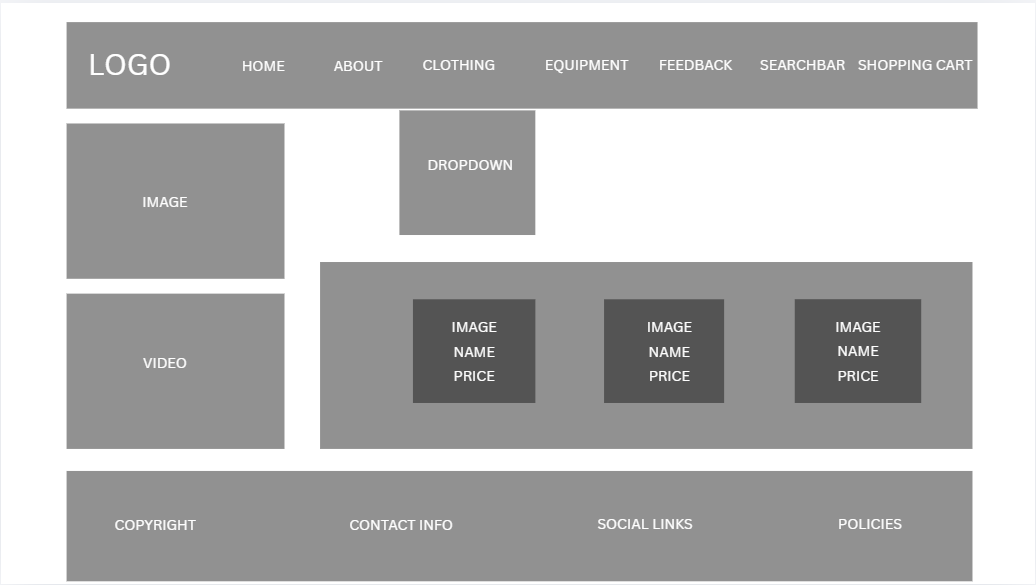 LOGO HOME ABOUT CLOTHING EQUIPMENT FEEDBACK SEARCHBAR SHOPPING CART
DROPDOWN
IMAGE
VIDEO
IMAGE
NAME
PRICE
IMAGE
NAME
PRICE
IMAGE
NAME
PRICE
COPYRIGHT CONTACT INFO SOCIAL LINKS POLICIES